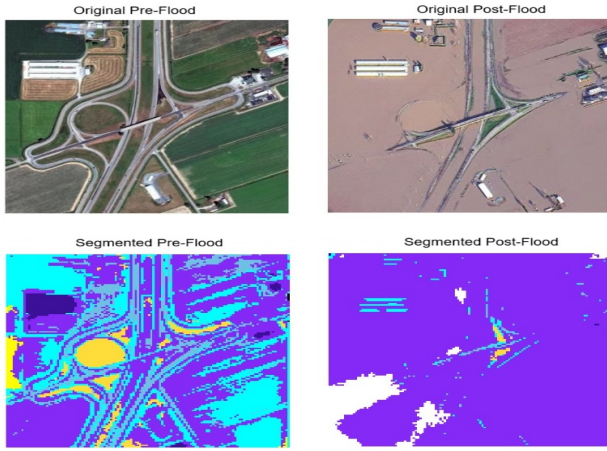 Original Pre-Flood
Original Post-Flood
Segmented Pre-Flood
Segmented Post-Flood